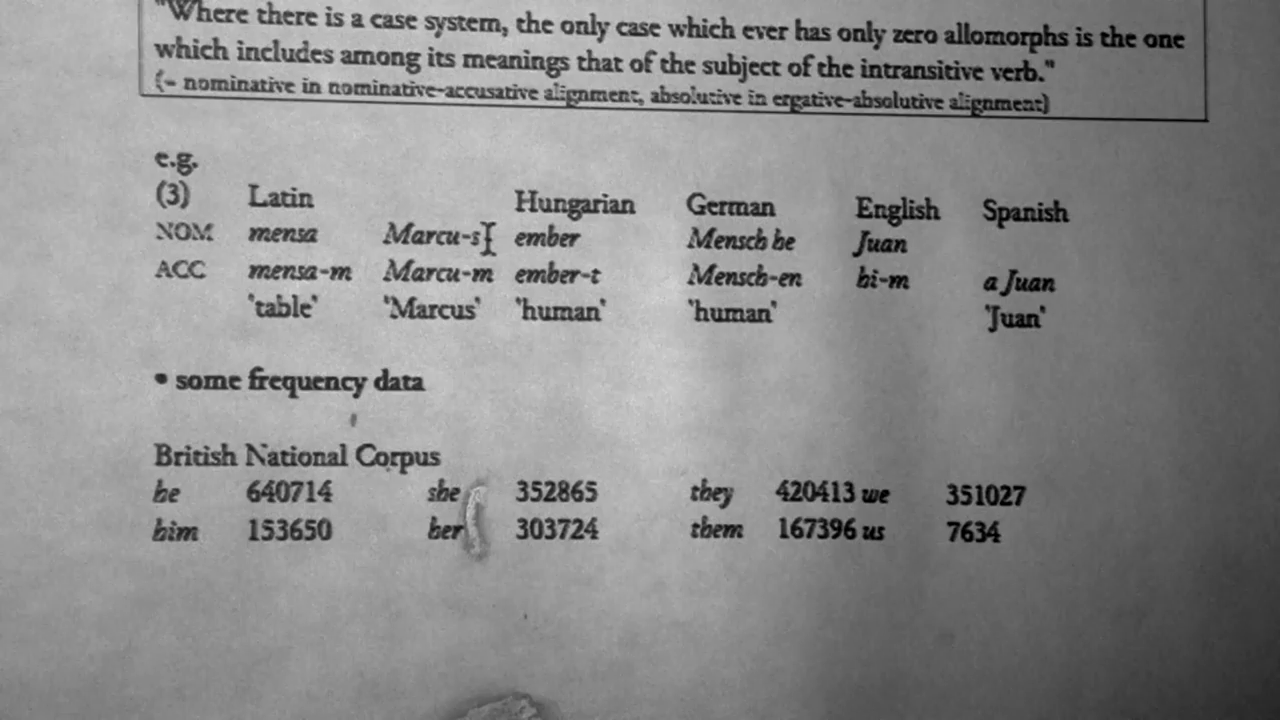 "Where there is a case system, the only case which ever has only zero allomorphs is the one
which includes among its meanings that of the subject of the intransitive verb."
(- nominative in nominative-accusative alignment, absolutive in ergative-absolutive alignment)
e.g.
(3) Latin Hungarian German English Spanish
NOM mensa Marcu-s ember Mensch he Juan
ACC mensa-m Marcu-m ember-t Mensch-en hi-m a Juan
'table' 'Marcus' 'human' 'human' 'Juan'
• some frequency data
British National Corpus
he 640714 she 352865 they 420413 we 351027
him 153650 her 303724 them 167396 us 7634